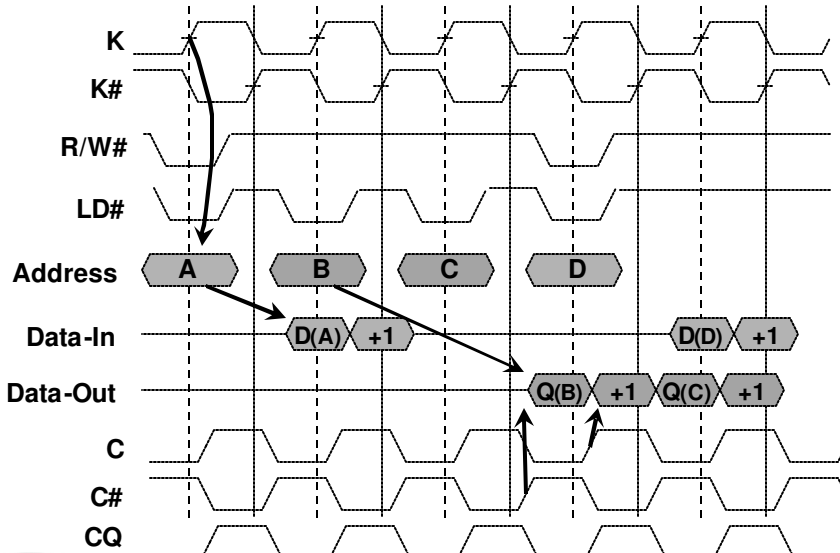 K
K#
R/W#
LD#
Address A B C D
Data-In D(A) +1 D(D) +1
Data-Out Q(B) +1 Q(C) +1
C
C#
CQ